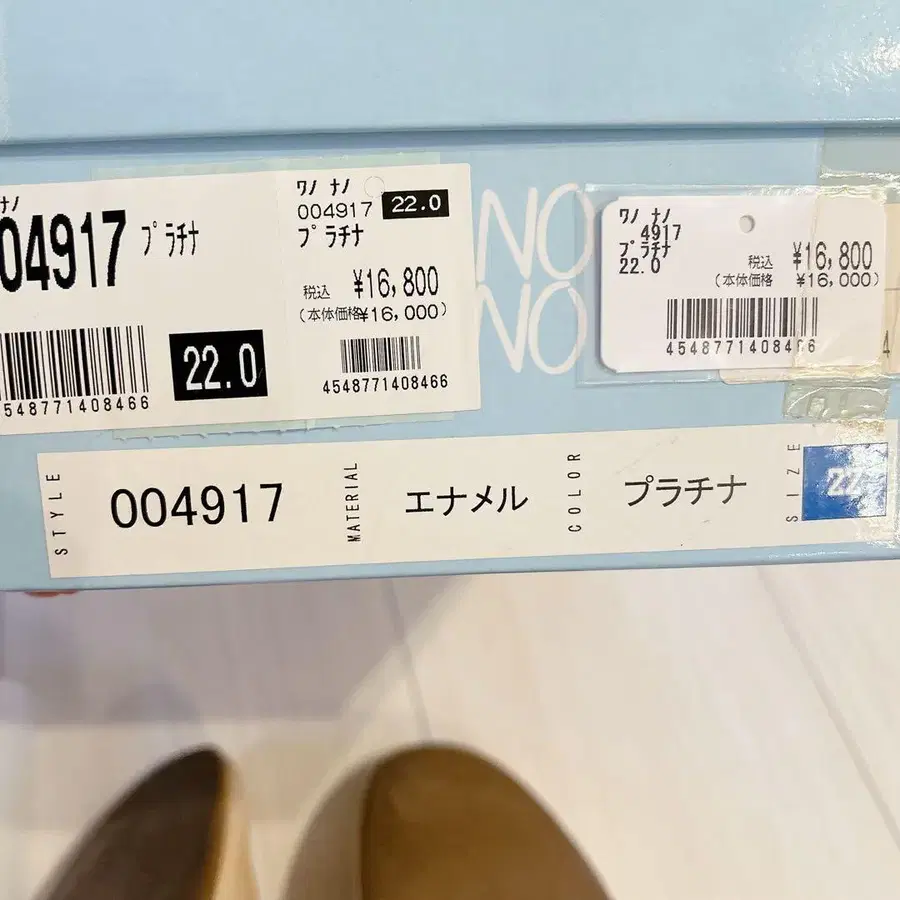 ナノ
004917 プラチナ
22.0
4548771408466
ワノ ナノ
004917 22.0
プラチナ
税込 ¥16,800
(本体価格¥16,000)
4548771408466
NO
NO
ワノ ナノ
4917
プラチナ
22.0
税込 ¥16,800
(本体価格 ¥16,000)
4548771408466
4
STYLE 004917 MATERIAL エナメル COLOR プラチナ SIZE 22